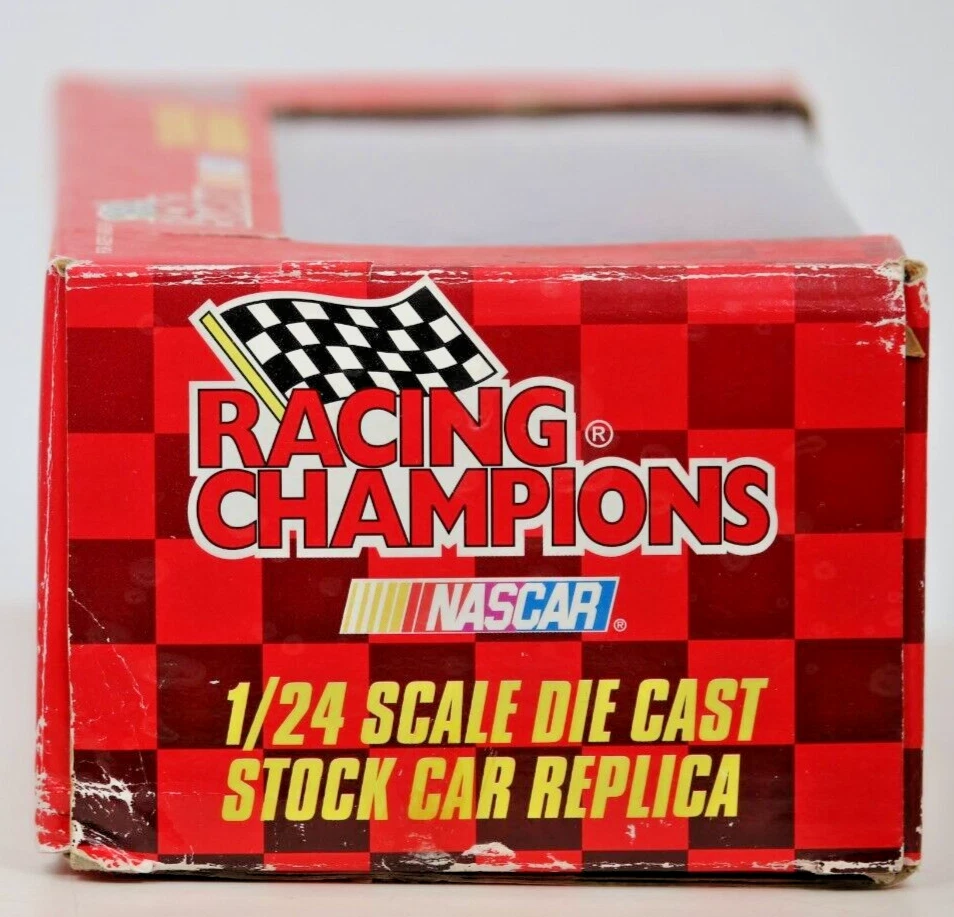 RACING ®
CHAMPIONS
NASCAR ®
1/24 SCALE DIE CAST
STOCK CAR REPLICA